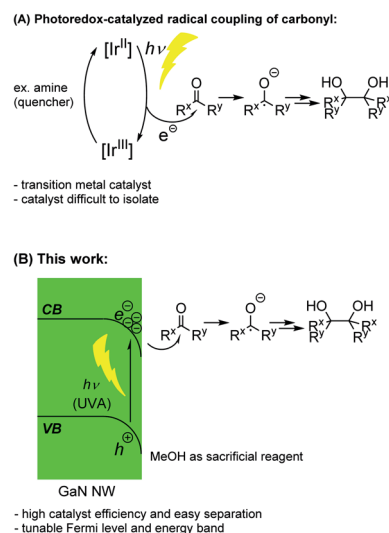 (A) Photoredox-catalyzed radical coupling of carbonyl:
[Irᴵᴵ] hν
ex. amine
(quencher)
[Irᴵᴵᴵ]
e⊖
O
Rˣ Rʸ
O⊖
Rˣ Ċ Rʸ
HO OH
Rˣ Rˣ
Rʸ Rʸ
- transition metal catalyst
- catalyst difficult to isolate
(B) This work:
CB
e⊖
hν
(UVA)
VB
h⊕
O
Rˣ Rʸ
O⊖
Rˣ Ċ Rʸ
HO OH
Rˣ Rˣ
Rʸ Rʸ
MeOH as sacrificial reagent
GaN NW
- high catalyst efficiency and easy separation
- tunable Fermi level and energy band